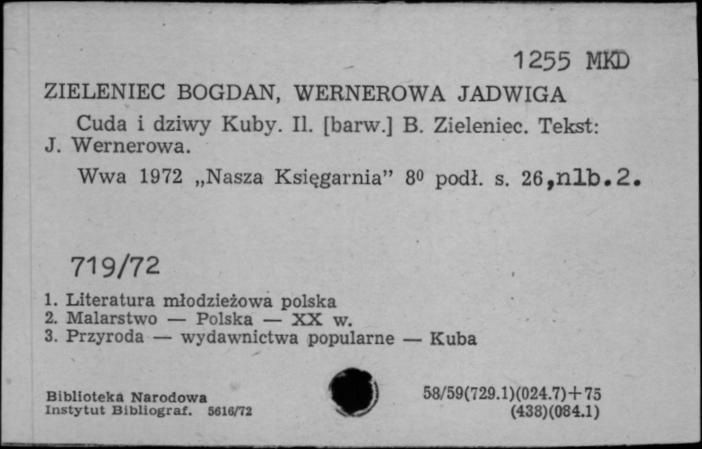 1255 MKD
ZIELENIEC BOGDAN, WERNEROWA JADWIGA
Cuda i dziwy Kuby. Il. [barw.] B. Zieleniec. Tekst:
J. Wernerowa.
Wwa 1972 „Nasza Księgarnia” 8⁰ podł. s. 26,nlb.2.
719/72
1. Literatura młodzieżowa polska
2. Malarstwo — Polska — XX w.
3. Przyroda — wydawnictwa popularne — Kuba
Biblioteka Narodowa
Instytut Bibliograf. 5616/72
58/59(729.1)(024.7)+75
(438)(084.1)